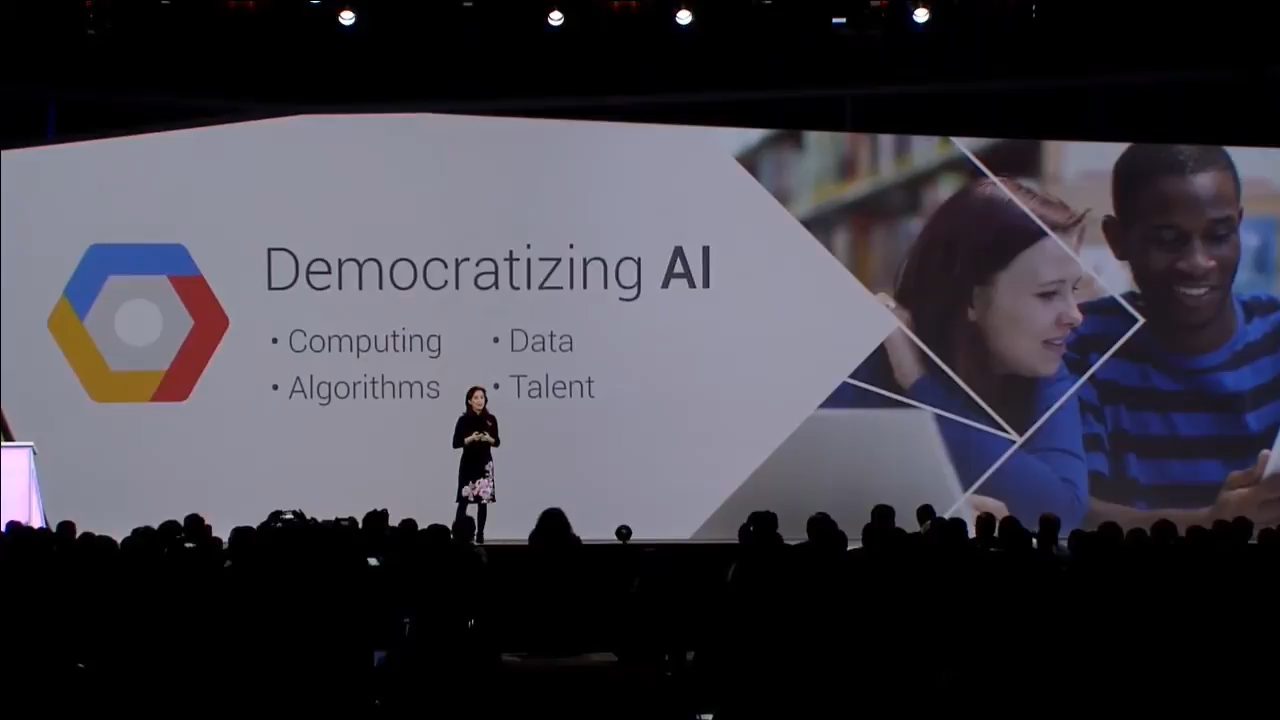 Democratizing AI
• Computing • Data
• Algorithms • Talent